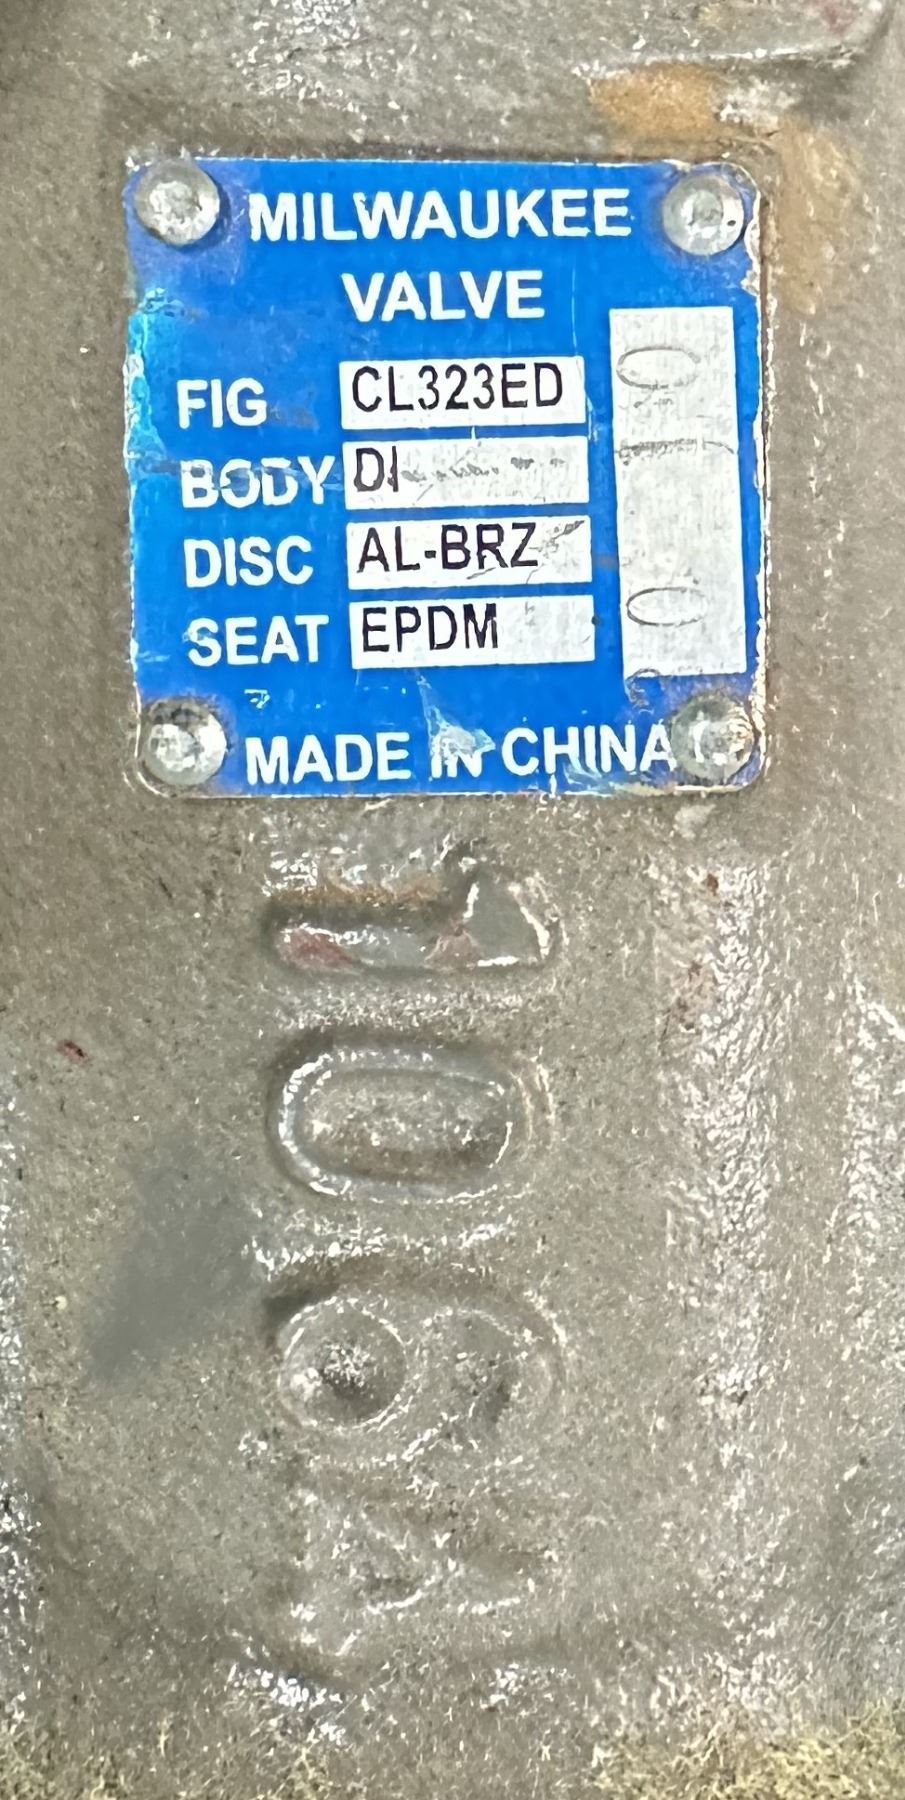 MILWAUKEE
VALVE
FIG CL323ED
BODY DI
DISC AL-BRZ
SEAT EPDM
MADE IN CHINA